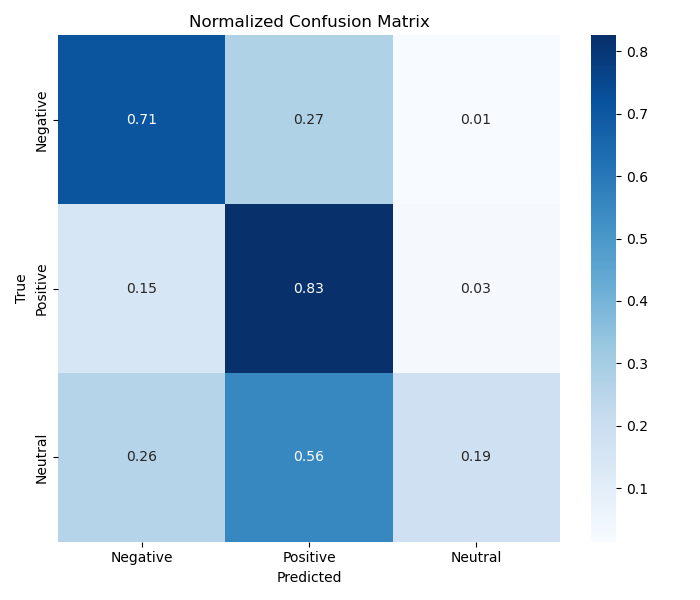 Normalized Confusion Matrix
Negative 0.71 0.27 0.01
True
Positive 0.15 0.83 0.03
Neutral 0.26 0.56 0.19
Negative Positive Neutral
Predicted
0.8
0.7
0.6
0.5
0.4
0.3
0.2
0.1